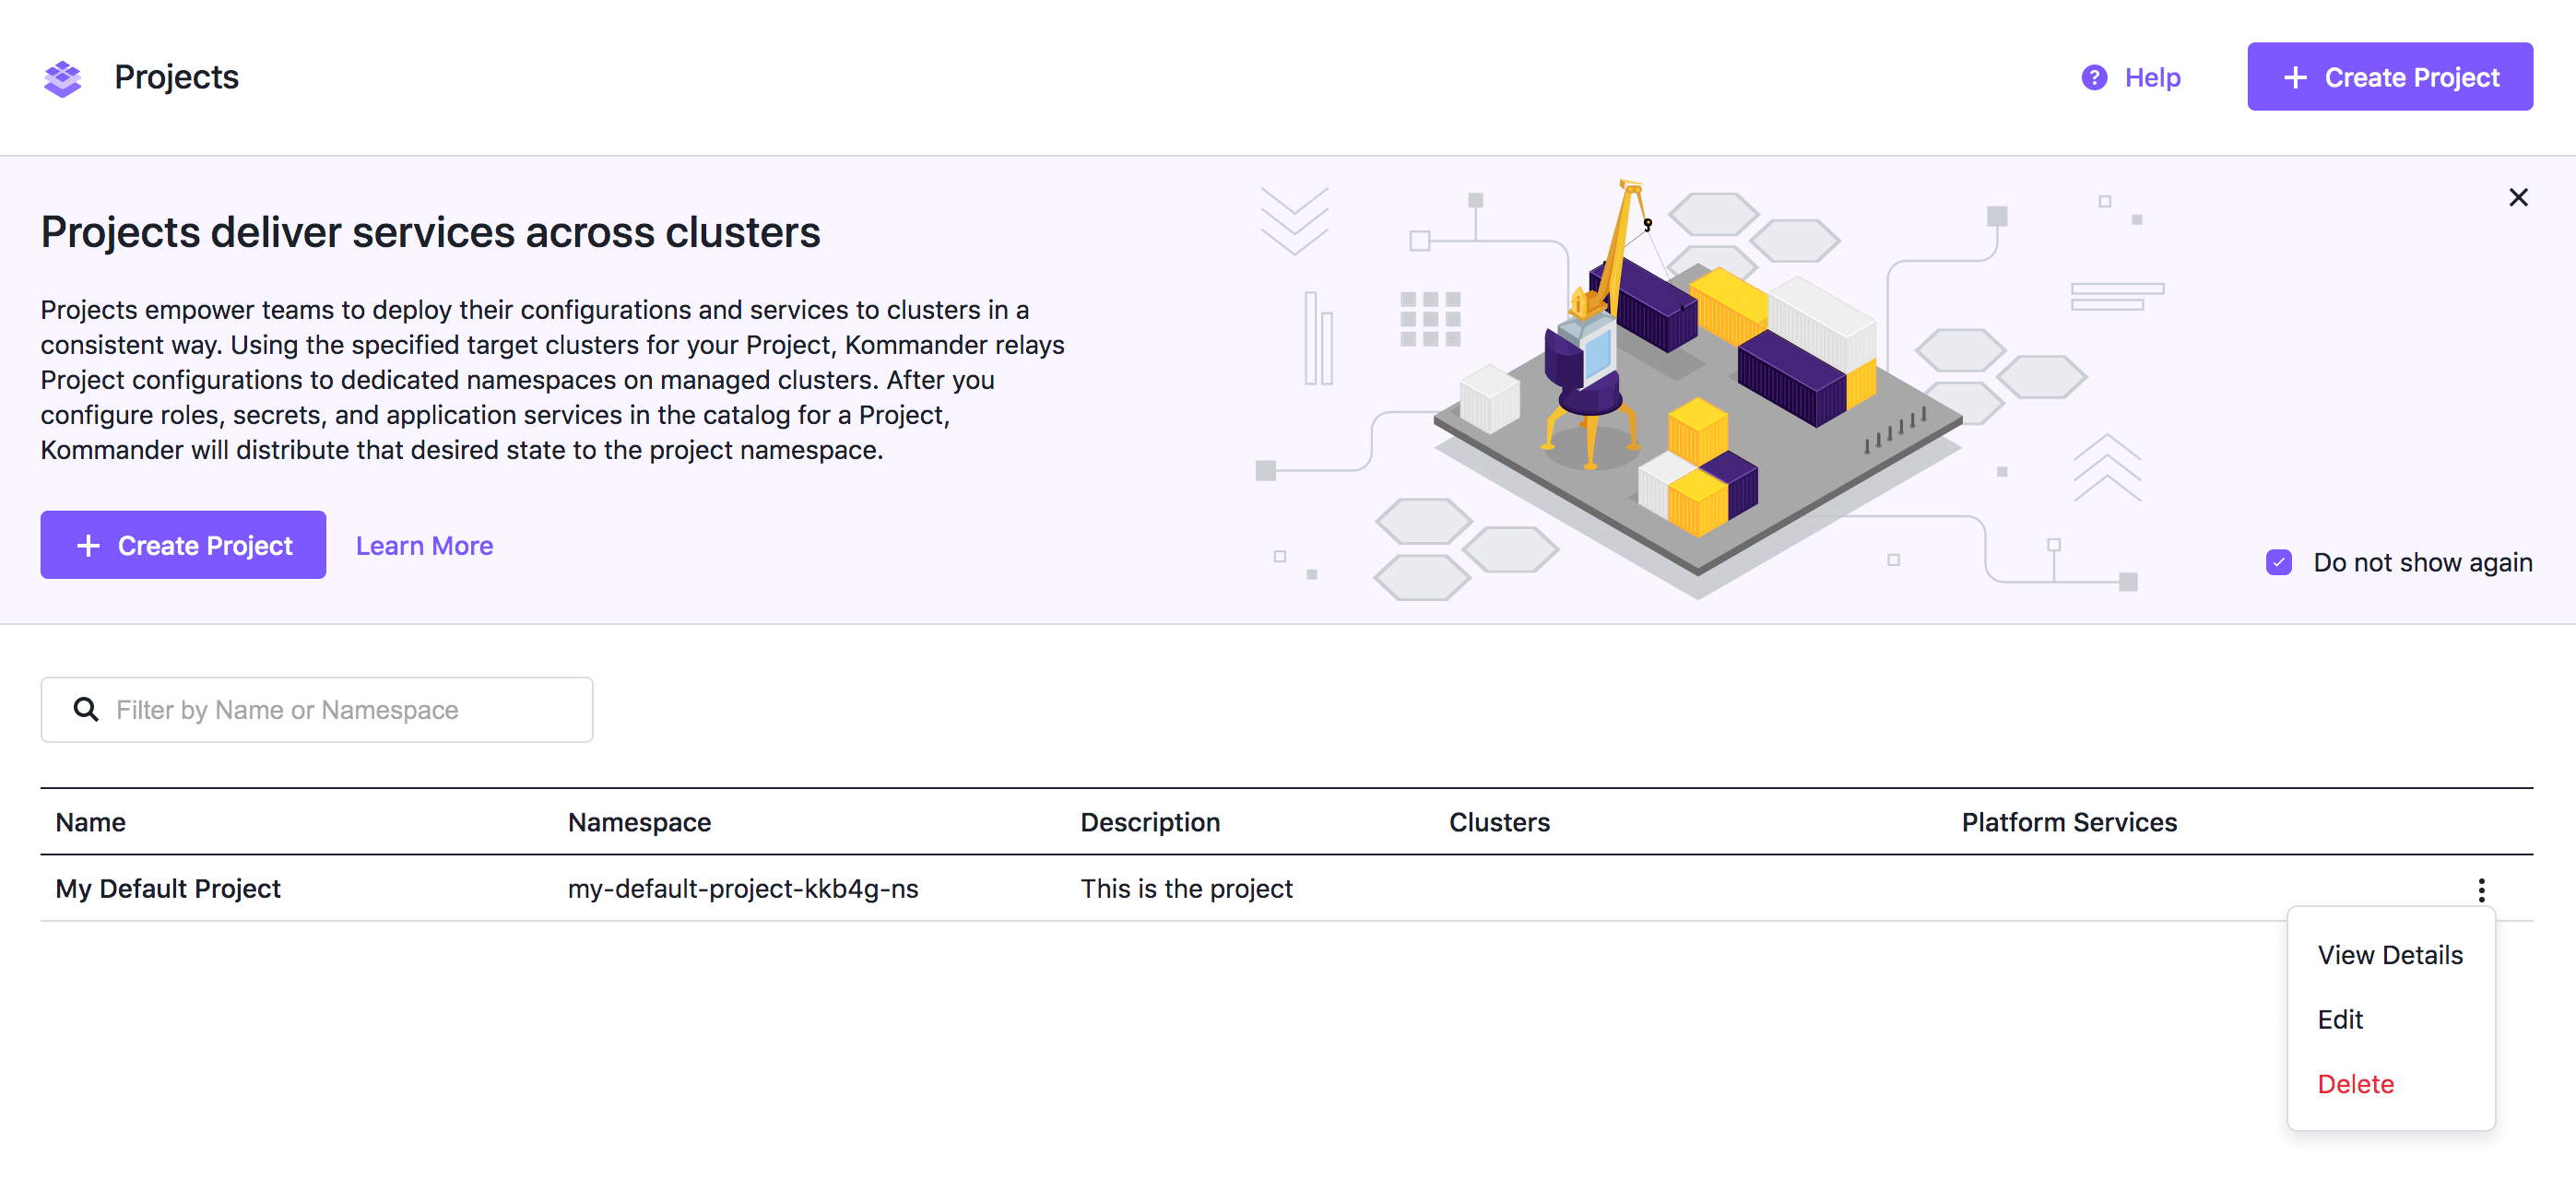 Projects
Help
Create Project
Projects deliver services across clusters
Projects empower teams to deploy their configurations and services to clusters in a
consistent way. Using the specified target clusters for your Project, Kommander relays
Project configurations to dedicated namespaces on managed clusters. After you
configure roles, secrets, and application services in the catalog for a Project,
Kommander will distribute that desired state to the project namespace.
Create Project
Learn More
Do not show again
Filter by Name or Namespace
Name Namespace Description Clusters Platform Services
My Default Project my-default-project-kkb4g-ns This is the project
View Details
Edit
Delete